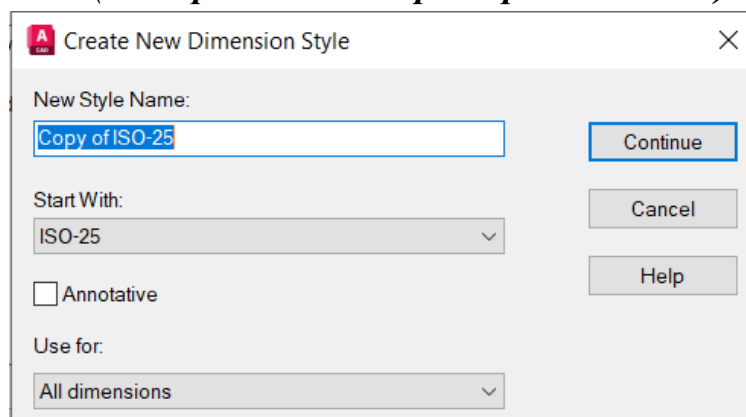 Create New Dimension Style
New Style Name:
Copy of ISO-25
Continue
Start With:
ISO-25
Cancel
Annotative
Help
Use for:
All dimensions